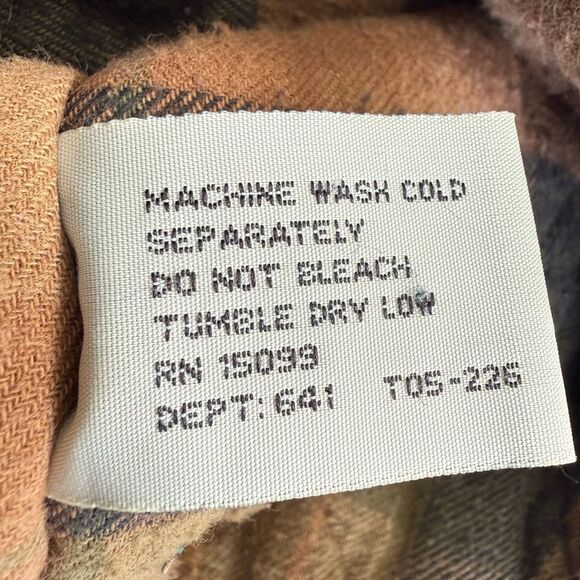 MACHINE WASH COLD
SEPARATELY
DO NOT BLEACH
TUMBLE DRY LOW
RN 15099
DEPT: 641 T05-226